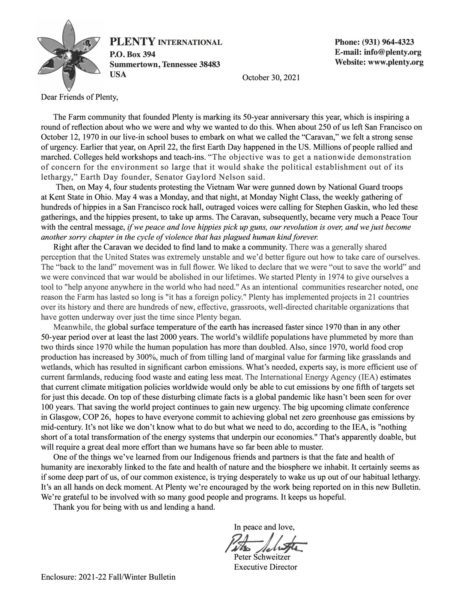 PLENTY INTERNATIONAL
P.O. Box 394
Summertown, Tennessee 38483
USA
Phone: (931) 964-4323
E-mail: info@plenty.org
Website: www.plenty.org
October 30, 2021
Dear Friends of Plenty,
The Farm community that founded Plenty is marking its 50-year anniversary this year, which is inspiring a
round of reflection about who we were and why we wanted to do this. When about 250 of us left San Francisco on
October 12, 1970 in our live-in school buses to embark on what we called the “Caravan,” we felt a strong sense
of urgency. Earlier that year, on April 22, the first Earth Day happened in the US. Millions of people rallied and
marched. Colleges held workshops and teach-ins. “The objective was to get a nationwide demonstration
of concern for the environment so large that it would shake the political establishment out of its
lethargy,” Earth Day founder, Senator Gaylord Nelson said.
Then, on May 4, four students protesting the Vietnam War were gunned down by National Guard troops
at Kent State in Ohio. May 4 was a Monday, and that night, at Monday Night Class, the weekly gathering of
hundreds of hippies in a San Francisco rock hall, outraged voices were calling for Stephen Gaskin, who led these
gatherings, and the hippies present, to take up arms. The Caravan, subsequently, became very much a Peace Tour
with the central message, if we peace and love hippies pick up guns, our revolution is over, and we just become
another sorry chapter in the cycle of violence that has plagued human kind forever.
Right after the Caravan we decided to find land to make a community. There was a generally shared
perception that the United States was extremely unstable and we’d better figure out how to take care of ourselves.
The “back to the land” movement was in full flower. We liked to declare that we were “out to save the world” and
we were convinced that war would be abolished in our lifetimes. We started Plenty in 1974 to give ourselves a
tool to "help anyone anywhere in the world who had need." As an intentional communities researcher noted, one
reason the Farm has lasted so long is "it has a foreign policy." Plenty has implemented projects in 21 countries
over its history and there are hundreds of new, effective, grassroots, well-directed charitable organizations that
have gotten underway over just the time since Plenty began.
Meanwhile, the global surface temperature of the earth has increased faster since 1970 than in any other
50-year period over at least the last 2000 years. The world’s wildlife populations have plummeted by more than
two thirds since 1970 while the human population has more than doubled. Also, since 1970, world food crop
production has increased by 300%, much of from tilling land of marginal value for farming like grasslands and
wetlands, which has resulted in significant carbon emissions. What’s needed, experts say, is more efficient use of
current farmlands, reducing food waste and eating less meat. The International Energy Agency (IEA) estimates
that current climate mitigation policies worldwide would only be able to cut emissions by one fifth of targets set
for just this decade. On top of these disturbing climate facts is a global pandemic like hasn’t been seen for over
100 years. That saving the world project continues to gain new urgency. The big upcoming climate conference
in Glasgow, COP 26, hopes to have everyone commit to achieving global net zero greenhouse gas emissions by
mid-century. It’s not like we don’t know what to do but what we need to do, according to the IEA, is "nothing
short of a total transformation of the energy systems that underpin our economies." That's apparently doable, but
will require a great deal more effort than we humans have so far been able to muster.
One of the things we’ve learned from our Indigenous friends and partners is that the fate and health of
humanity are inexorably linked to the fate and health of nature and the biosphere we inhabit. It certainly seems as
if some deep part of us, of our common existence, is trying desperately to wake us up out of our habitual lethargy.
It’s an all hands on deck moment. At Plenty we’re encouraged by the work being reported on in this new Bulletin.
We’re grateful to be involved with so many good people and programs. It keeps us hopeful.
Thank you for being with us and lending a hand.
In peace and love,
Peter Schweitzer
Peter Schweitzer
Executive Director
Enclosure: 2021-22 Fall/Winter Bulletin